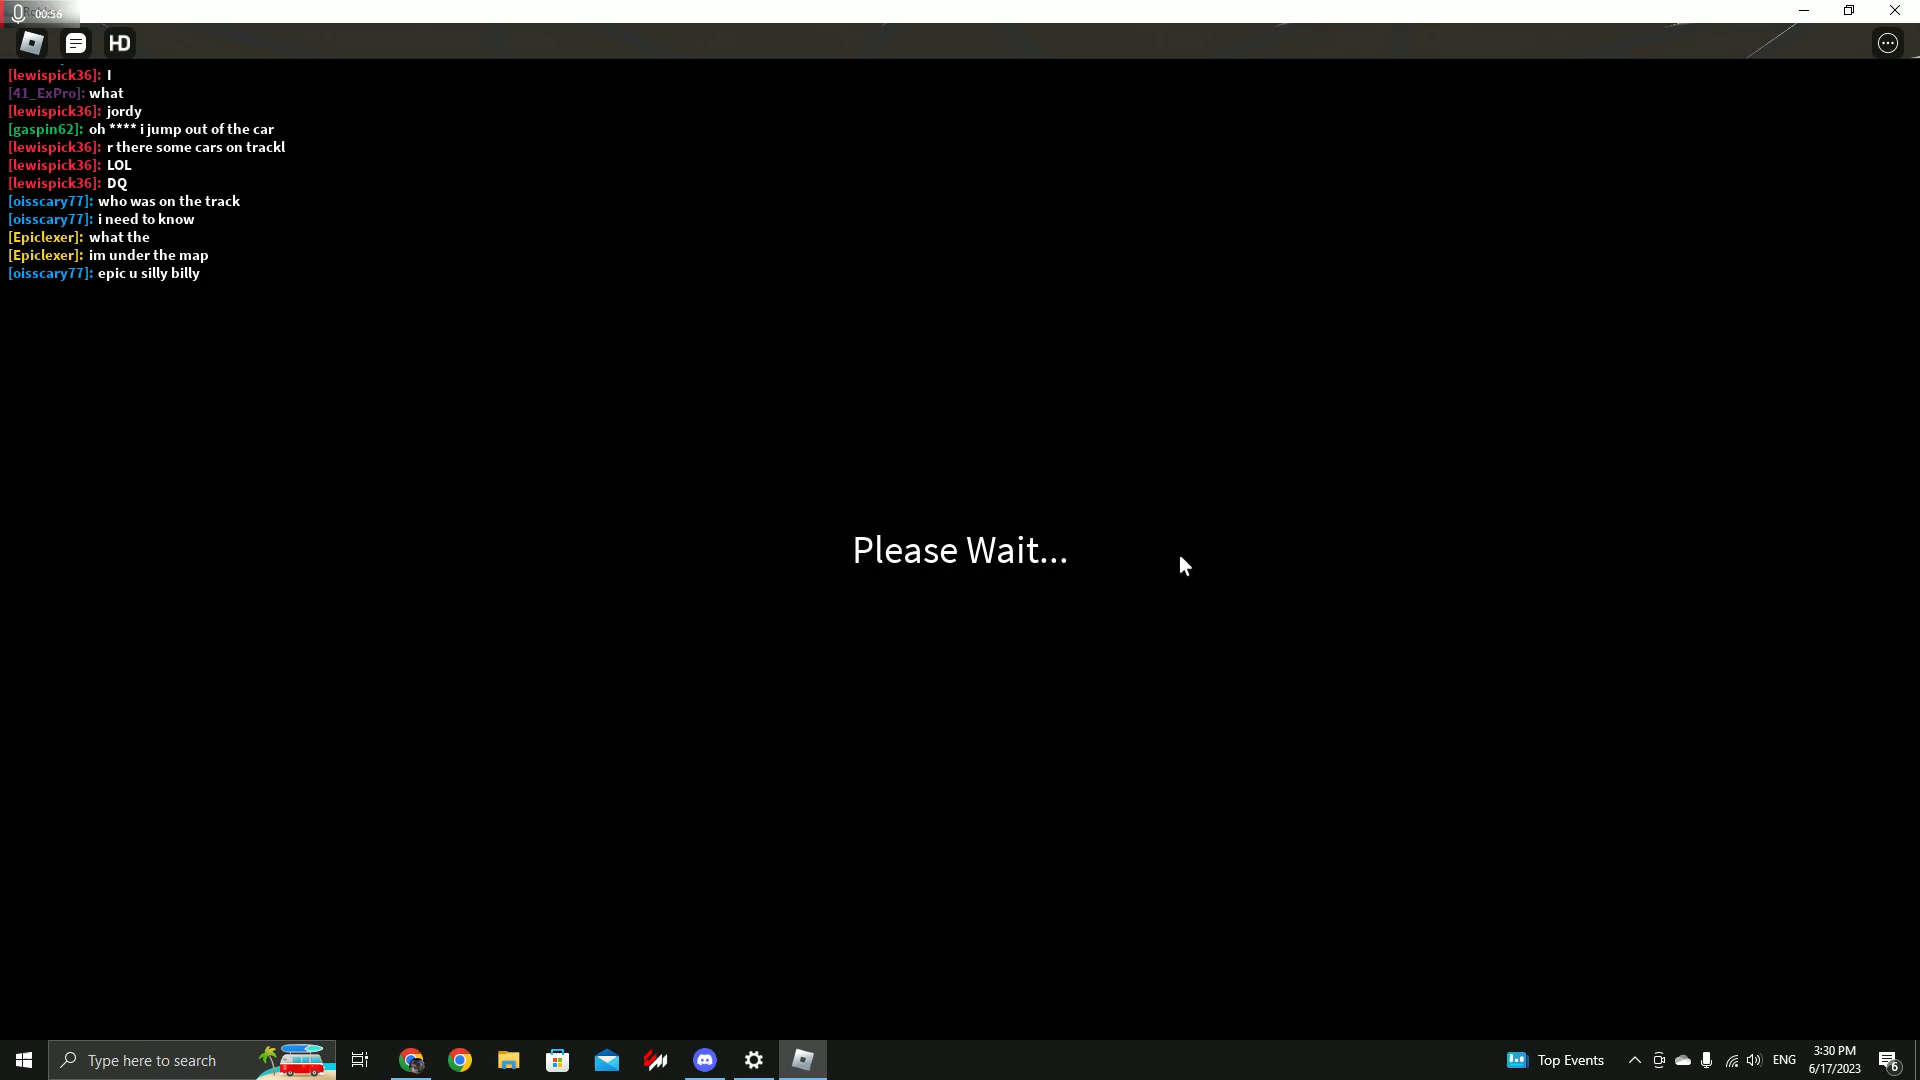 00:56
HD
[lewispick36]: I
[41_ExPro]: what
[lewispick36]: jordy
[gaspin62]: oh **** i jump out of the car
[lewispick36]: r there some cars on trackl
[lewispick36]: LOL
[lewispick36]: DQ
[oisscary77]: who was on the track
[oisscary77]: i need to know
[Epiclexer]: what the
[Epiclexer]: im under the map
[oisscary77]: epic u silly billy
Please Wait...
Type here to search
Top Events
ENG
3:30 PM
6/17/2023
6